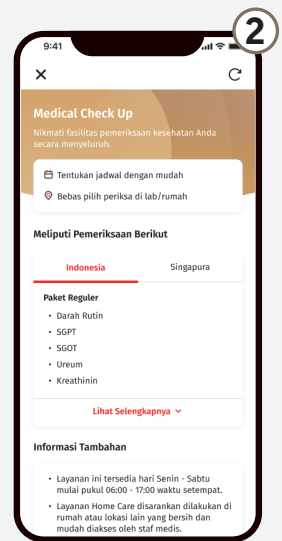 2
9:41
Medical Check Up
Nikmati fasilitas pemeriksaan kesehatan Anda
secara menyeluruh.
Tentukan jadwal dengan mudah
Bebas pilih periksa di lab/rumah
Meliputi Pemeriksaan Berikut
Indonesia Singapura
Paket Reguler
• Darah Rutin
• SGPT
• SGOT
• Ureum
• Kreathinin
Lihat Selengkapnya
Informasi Tambahan
• Layanan ini tersedia hari Senin - Sabtu
mulai pukul 06:00 - 17:00 waktu setempat.
• Layanan Home Care disarankan dilakukan di
rumah atau lokasi lain yang bersih dan
mudah diakses oleh staf medis.